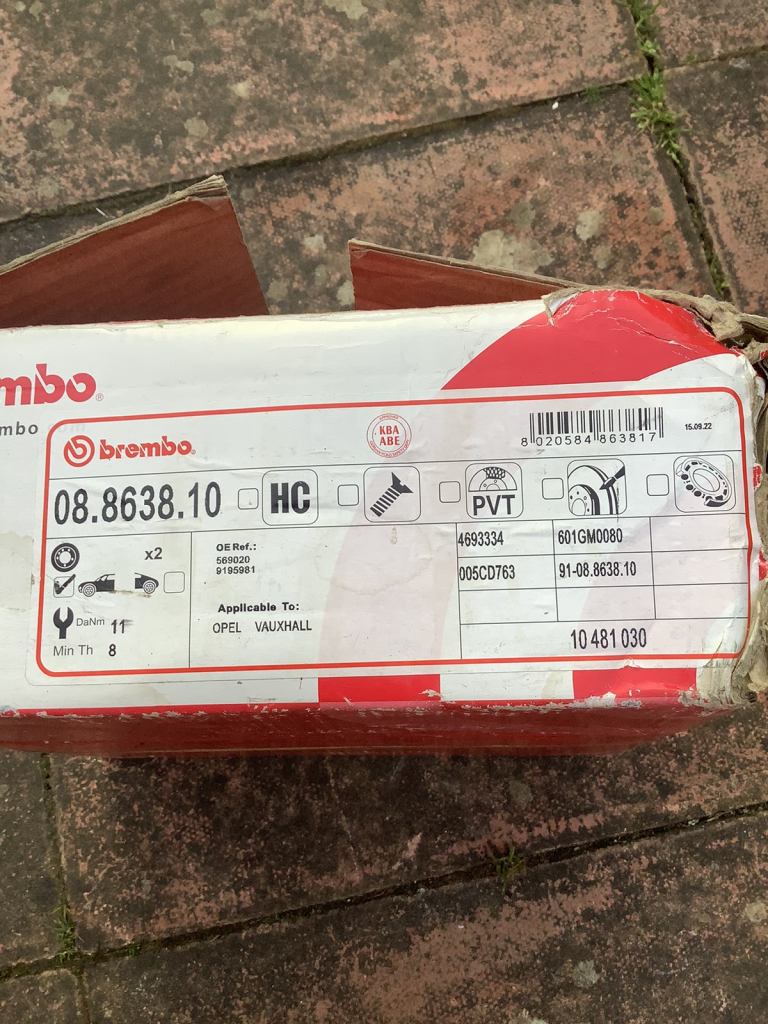 mbo®
mbo .com
brembo®
APPROVED
KBA
ABE
8 020584 863817
15.09.22
08.8638.10
HC
PVT
x2
OE Ref.:
569020
9195981
4693334
601GM0080
005CD763
91-08.8638.10
DaNm 11
Min Th 8
Applicable To:
OPEL VAUXHALL
10 481 030